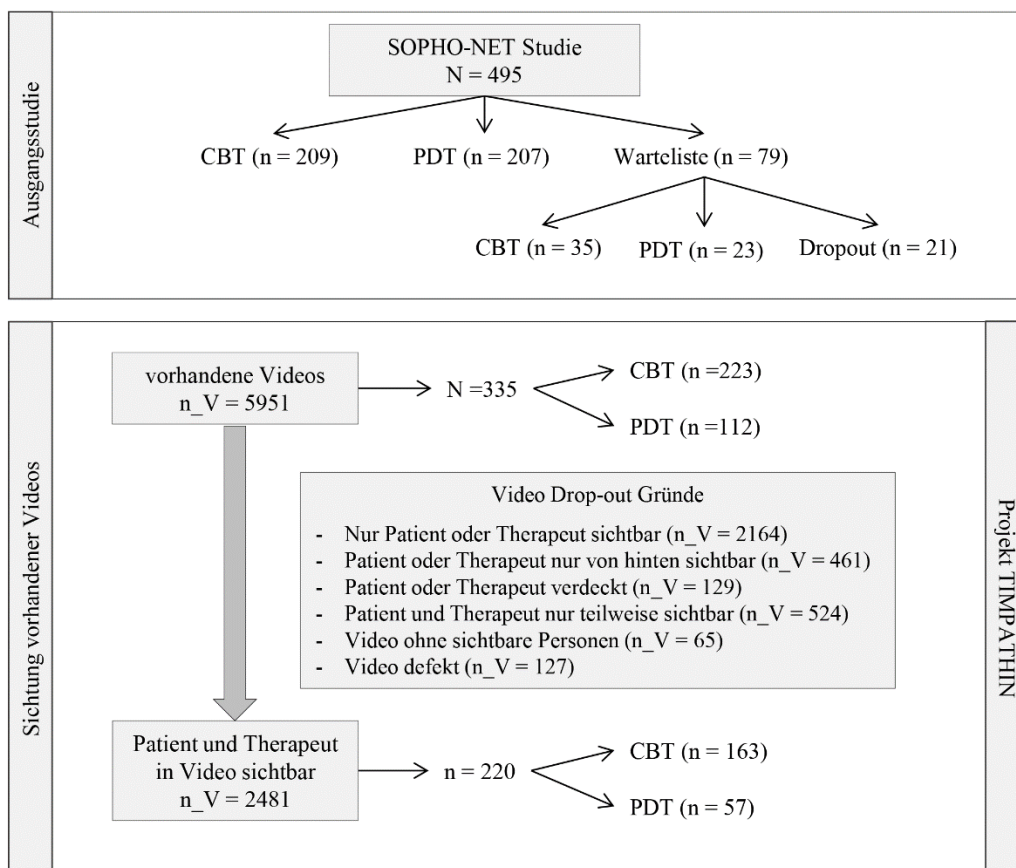 Ausgangsstudie
SOPHO-NET Studie
N = 495
CBT (n = 209)
PDT (n = 207)
Warteliste (n = 79)
CBT (n = 35)
PDT (n = 23)
Dropout (n = 21)
Sichtung vorhandener Videos
Projekt TIMPATHIN
vorhandene Videos
n_V = 5951
N =335
CBT (n =223)
PDT (n =112)
Video Drop-out Gründe
- Nur Patient oder Therapeut sichtbar (n_V = 2164)
- Patient oder Therapeut nur von hinten sichtbar (n_V = 461)
- Patient oder Therapeut verdeckt (n_V = 129)
- Patient und Therapeut nur teilweise sichtbar (n_V = 524)
- Video ohne sichtbare Personen (n_V = 65)
- Video defekt (n_V = 127)
Patient und Therapeut
in Video sichtbar
n_V = 2481
n = 220
CBT (n = 163)
PDT (n = 57)